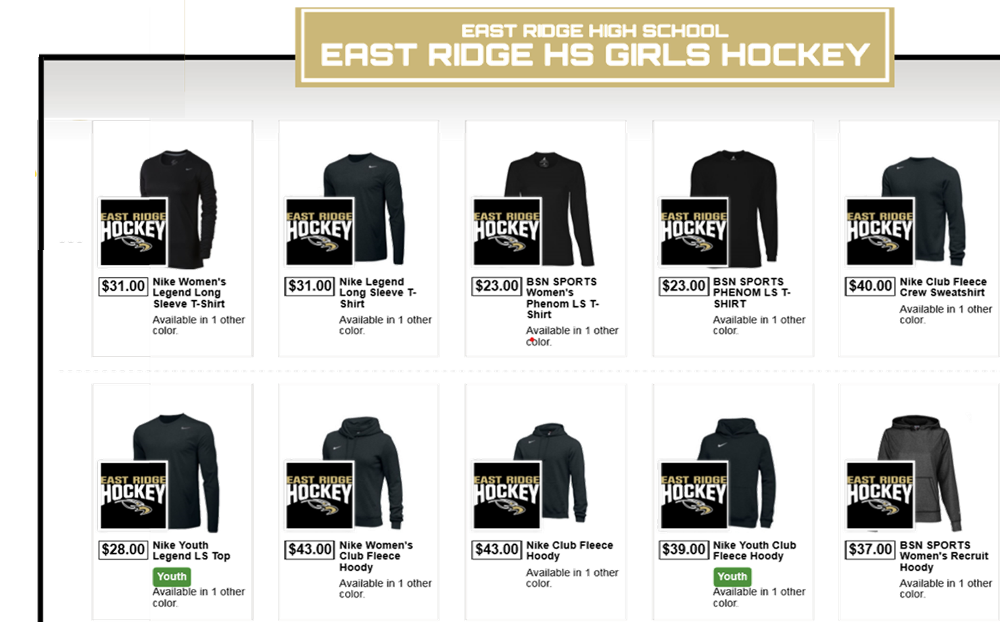 EAST RIDGE HIGH SCHOOL
EAST RIDGE HS GIRLS HOCKEY
EAST RIDGE
HOCKEY
$31.00
Nike Women's
Legend Long
Sleeve T-Shirt
Available in 1 other
color.
EAST RIDGE
HOCKEY
$31.00
Nike Legend
Long Sleeve T-
Shirt
Available in 1 other
color.
EAST RIDGE
HOCKEY
$23.00
BSN SPORTS
Women's
Phenom LS T-
Shirt
Available in 1 other
color.
EAST RIDGE
HOCKEY
$23.00
BSN SPORTS
PHENOM LS T-
SHIRT
Available in 1 other
color.
EAST RIDGE
HOCKEY
$40.00
Nike Club Fleece
Crew Sweatshirt
Available in 1 other
color.
EAST RIDGE
HOCKEY
$28.00
Nike Youth
Legend LS Top
Youth
Available in 1 other
color.
EAST RIDGE
HOCKEY
$43.00
Nike Women's
Club Fleece
Hoody
Available in 1 other
color.
EAST RIDGE
HOCKEY
$43.00
Nike Club Fleece
Hoody
Available in 1 other
color.
EAST RIDGE
HOCKEY
$39.00
Nike Youth Club
Fleece Hoody
Youth
Available in 1 other
color.
EAST RIDGE
HOCKEY
$37.00
BSN SPORTS
Women's Recruit
Hoody
Available in 1 other
color.